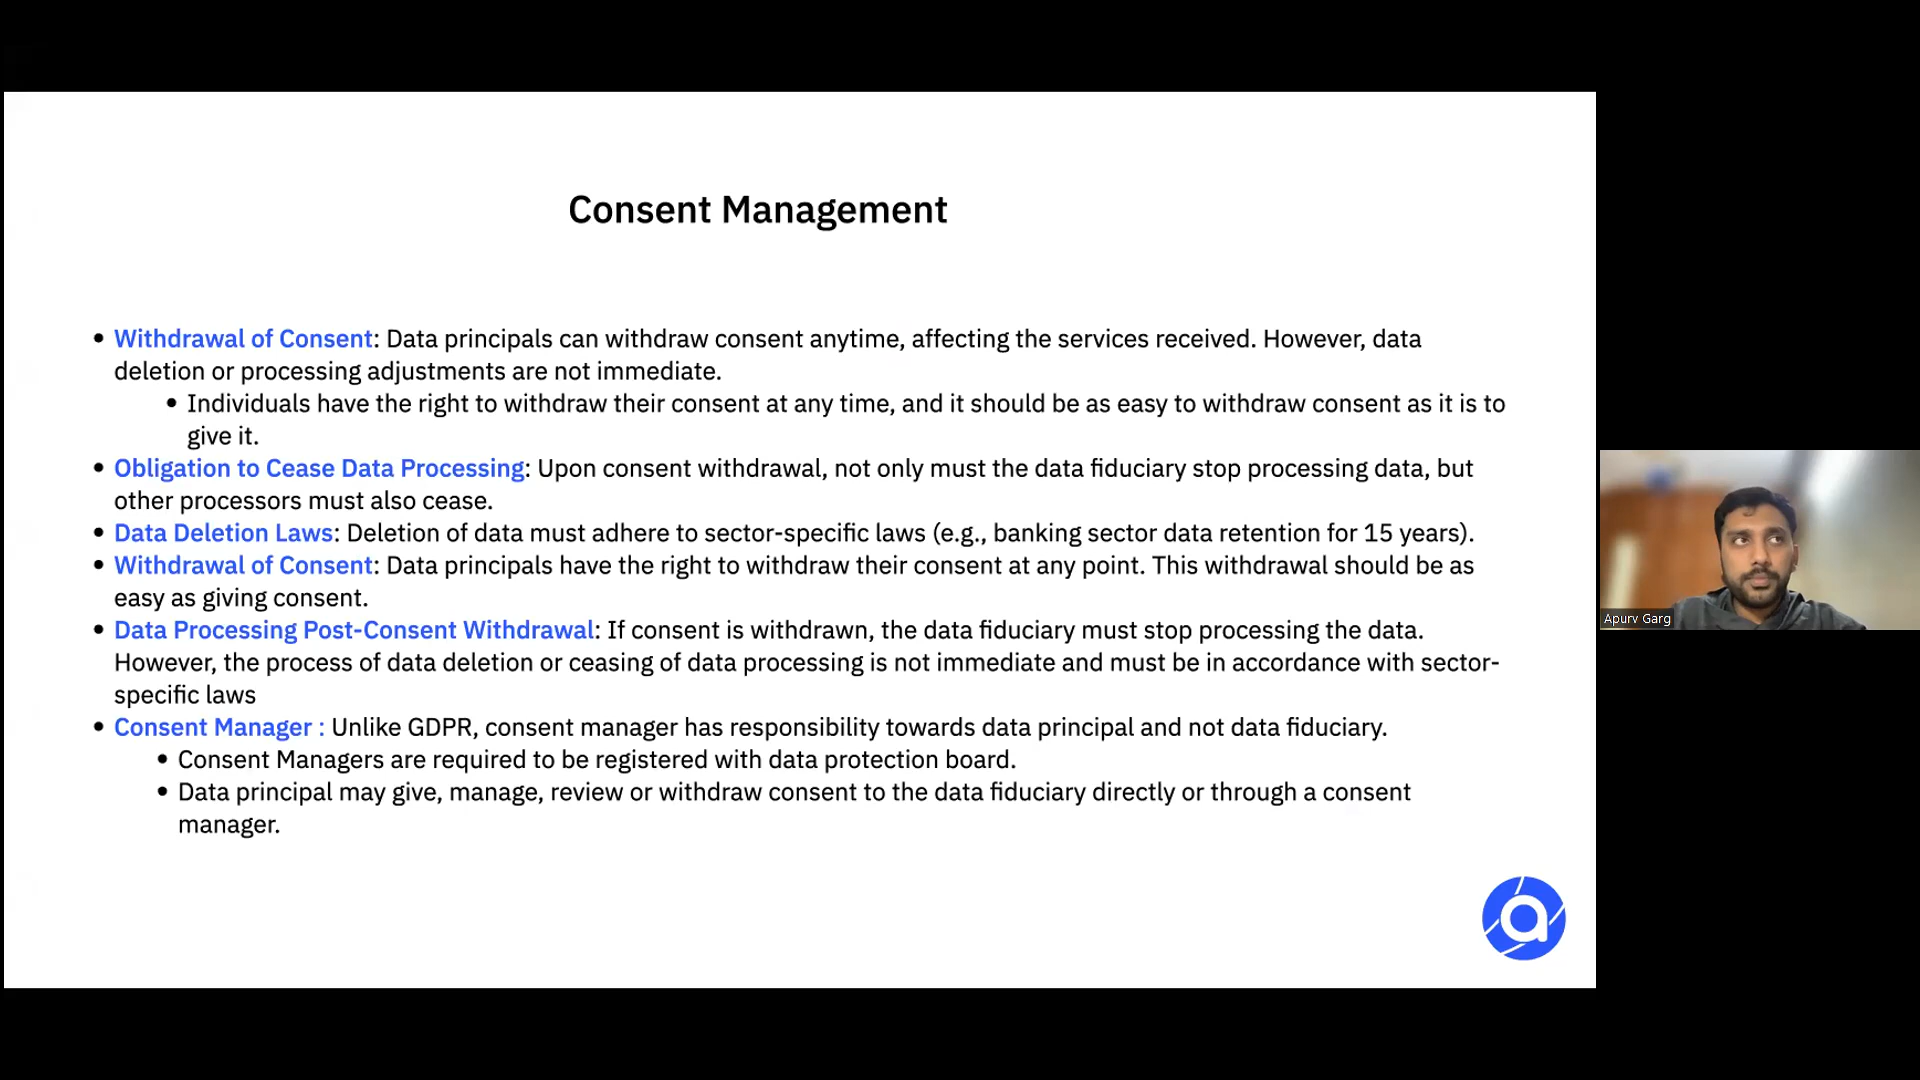 Consent Management
• Withdrawal of Consent: Data principals can withdraw consent anytime, affecting the services received. However, data
deletion or processing adjustments are not immediate.
• Individuals have the right to withdraw their consent at any time, and it should be as easy to withdraw consent as it is to
give it.
• Obligation to Cease Data Processing: Upon consent withdrawal, not only must the data fiduciary stop processing data, but
other processors must also cease.
• Data Deletion Laws: Deletion of data must adhere to sector-specific laws (e.g., banking sector data retention for 15 years).
• Withdrawal of Consent: Data principals have the right to withdraw their consent at any point. This withdrawal should be as
easy as giving consent.
• Data Processing Post-Consent Withdrawal: If consent is withdrawn, the data fiduciary must stop processing the data.
However, the process of data deletion or ceasing of data processing is not immediate and must be in accordance with sector-
specific laws
• Consent Manager : Unlike GDPR, consent manager has responsibility towards data principal and not data fiduciary.
• Consent Managers are required to be registered with data protection board.
• Data principal may give, manage, review or withdraw consent to the data fiduciary directly or through a consent
manager.
a
Apurv Garg